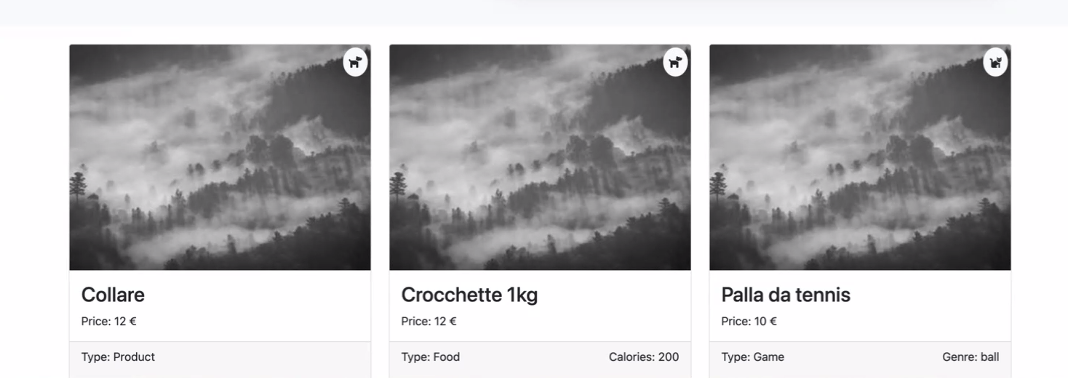 Collare
Price: 12 €
Type: Product
Crocchette 1kg
Price: 12 €
Type: Food Calories: 200
Palla da tennis
Price: 10 €
Type: Game Genre: ball